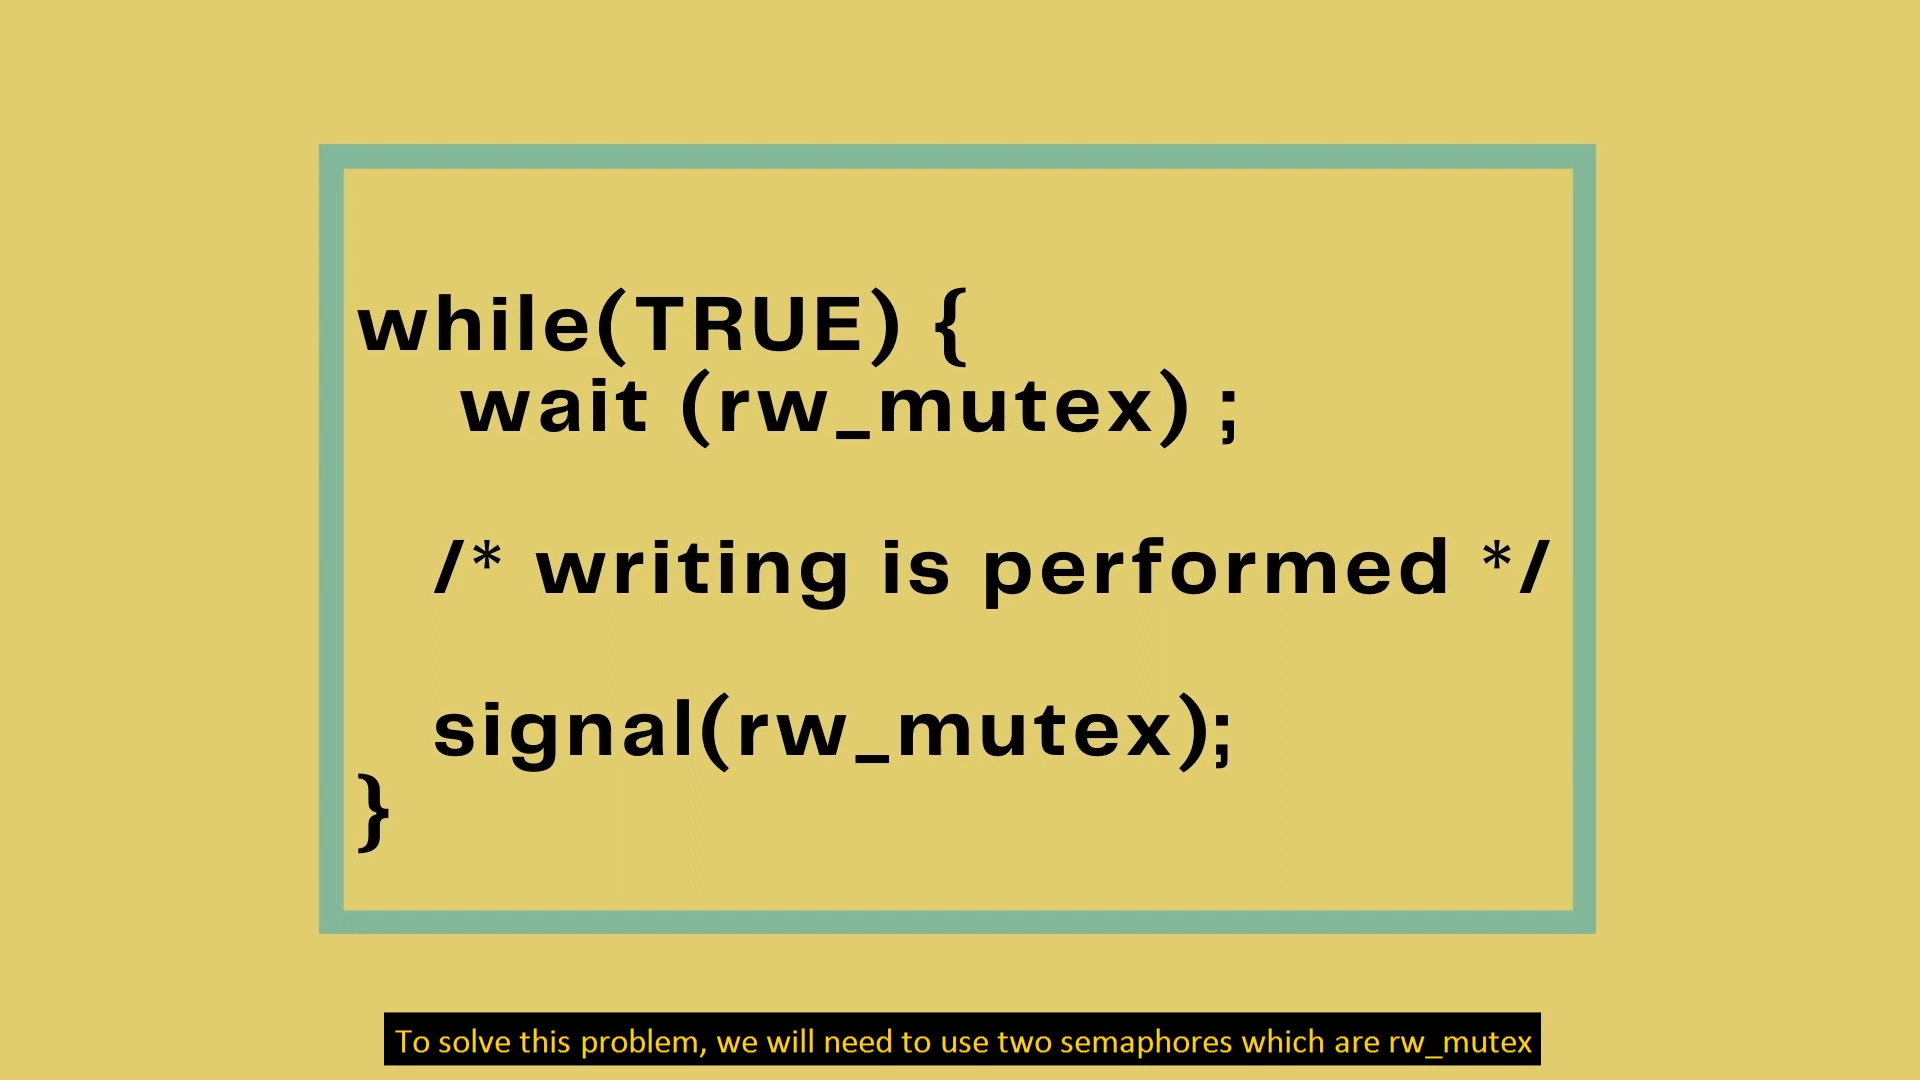 while(TRUE) {
wait (rw_mutex) ;
/* writing is performed */
signal(rw_mutex);
}
To solve this problem, we will need to use two semaphores which are rw_mutex